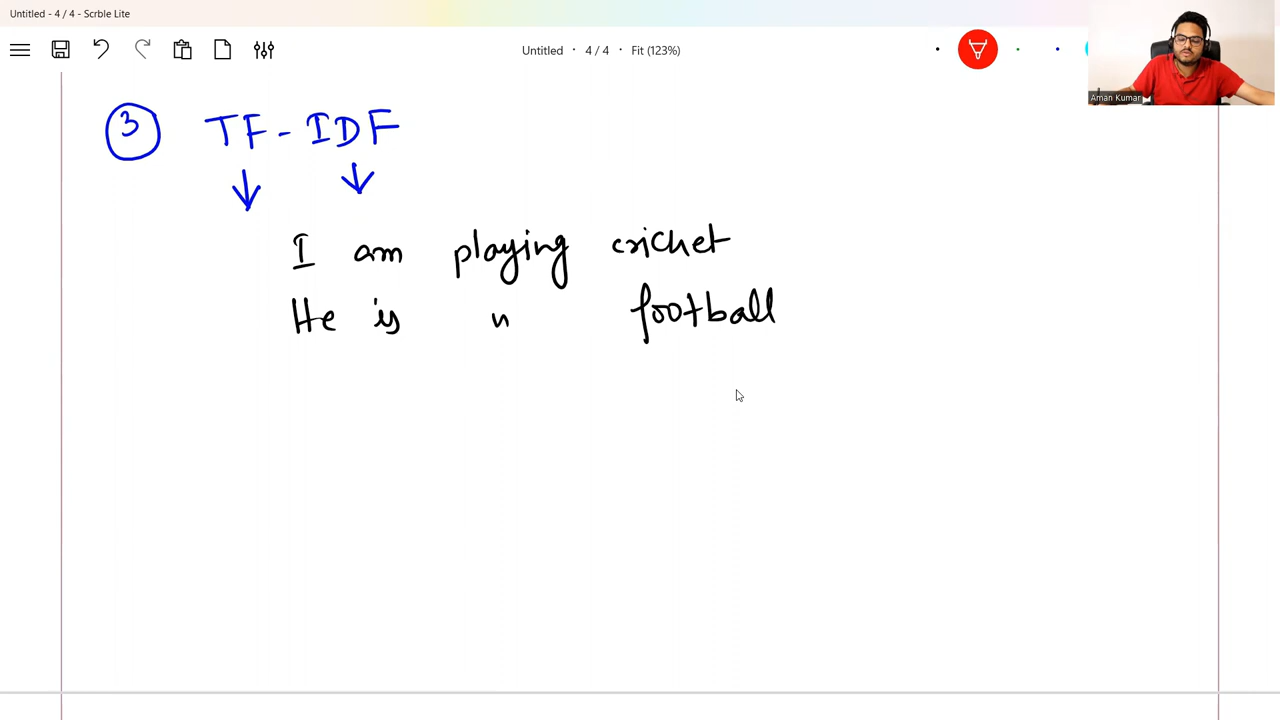 Untitled - 4 / 4 - Scrble Lite
Untitled · 4 / 4 · Fit (123%)
Aman Kumar
3 TF-IDF
I am playing cricket
He is " football